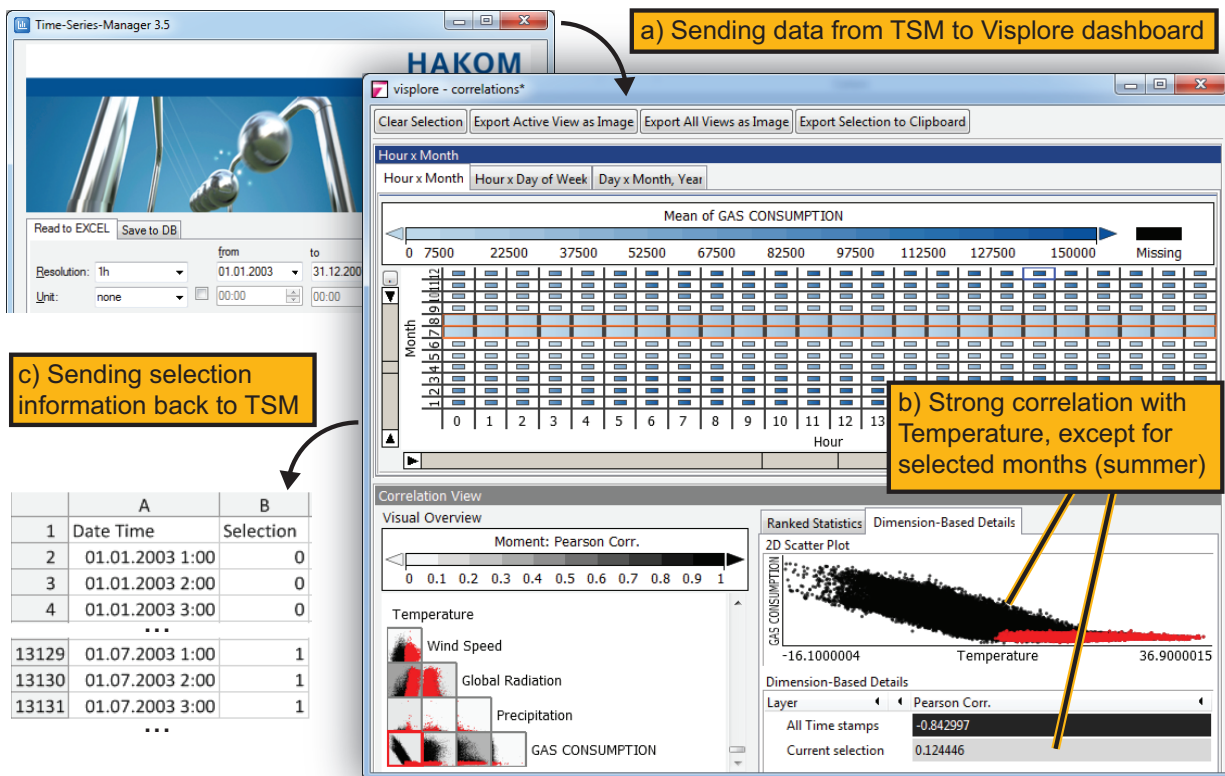 Time-Series-Manager 3.5
a) Sending data from TSM to Visplore dashboard
HAKOM
visplore - correlations*
Clear Selection
Export Active View as Image
Export All Views as Image
Export Selection to Clipboard
Hour x Month
Hour x Month
Hour x Day of Week
Day x Month, Year
Mean of GAS CONSUMPTION
0 7500 22500 37500 52500 67500 82500 97500 112500 127500 150000 Missing
Month
12
11
10
9
8
7
6
5
4
3
2
1
0 1 2 3 4 5 6 7 8 9 10 11 12 13
Hour
Read to EXCEL
Save to DB
from to
Resolution: 1h 01.01.2003 31.12.200
Unit: none 00:00 00:00
c) Sending selection
information back to TSM
b) Strong correlation with
Temperature, except for
selected months (summer)
A B
1 Date Time Selection
2 01.01.2003 1:00 0
3 01.01.2003 2:00 0
4 01.01.2003 3:00 0
...
13129 01.07.2003 1:00 1
13130 01.07.2003 2:00 1
13131 01.07.2003 3:00 1
...
Correlation View
Visual Overview
Moment: Pearson Corr.
0 0.1 0.2 0.3 0.4 0.5 0.6 0.7 0.8 0.9 1
Temperature
Wind Speed
Global Radiation
Precipitation
GAS CONSUMPTION
Ranked Statistics
Dimension-Based Details
2D Scatter Plot
GAS CONSUMPTION
-16.1000004 Temperature 36.9000015
Dimension-Based Details
Layer Pearson Corr.
All Time stamps -0.842997
Current selection 0.124446